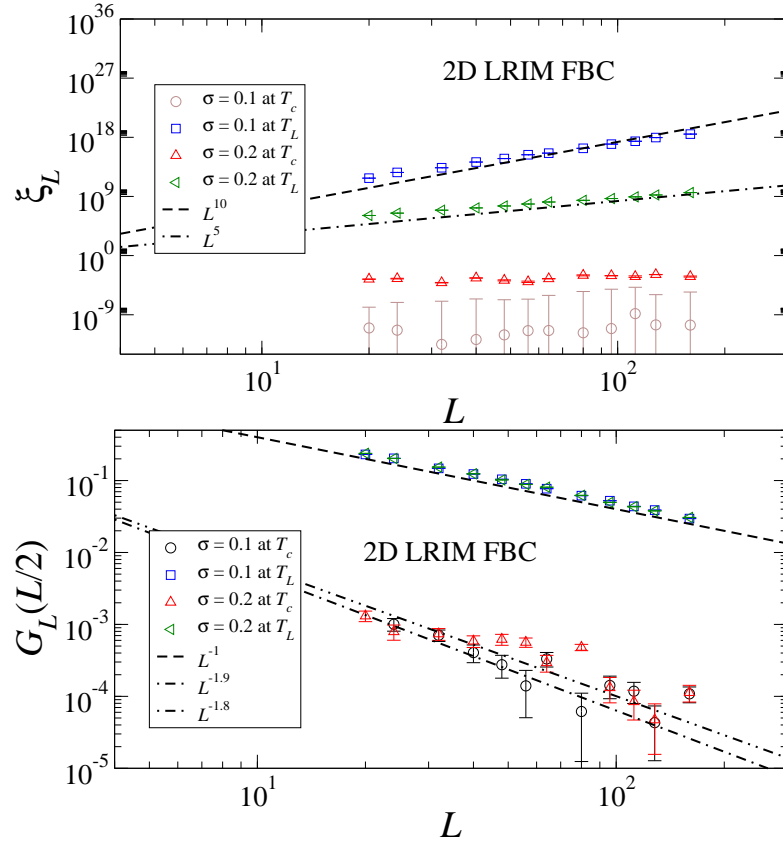 10^36
10^27
10^18
10^9
10^0
10^-9
ξ_L
2D LRIM FBC
σ = 0.1 at T_c
σ = 0.1 at T_L
σ = 0.2 at T_c
σ = 0.2 at T_L
L^10
L^5
10^1
10^2
L
10^-1
10^-2
10^-3
10^-4
10^-5
G_L(L/2)
2D LRIM FBC
σ = 0.1 at T_c
σ = 0.1 at T_L
σ = 0.2 at T_c
σ = 0.2 at T_L
L^-1
L^-1.9
L^-1.8
10^1
10^2
L